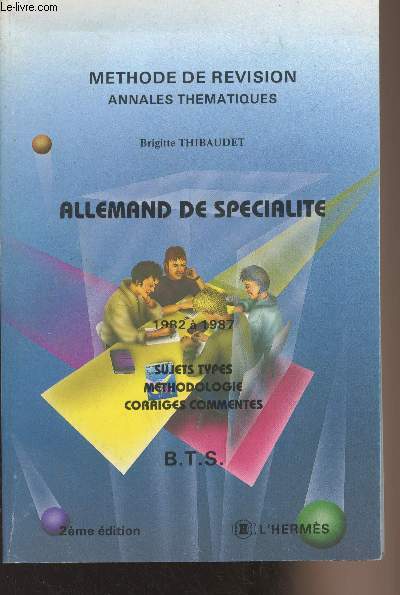 Le-livre.com
METHODE DE REVISION
ANNALES THEMATIQUES
Brigitte THIBAUDET
ALLEMAND DE SPECIALITE
1982 à 1987
SUJETS TYPES
METHODOLOGIE
CORRIGES COMMENTES
B.T.S.
2ème édition
L'HERMÈS